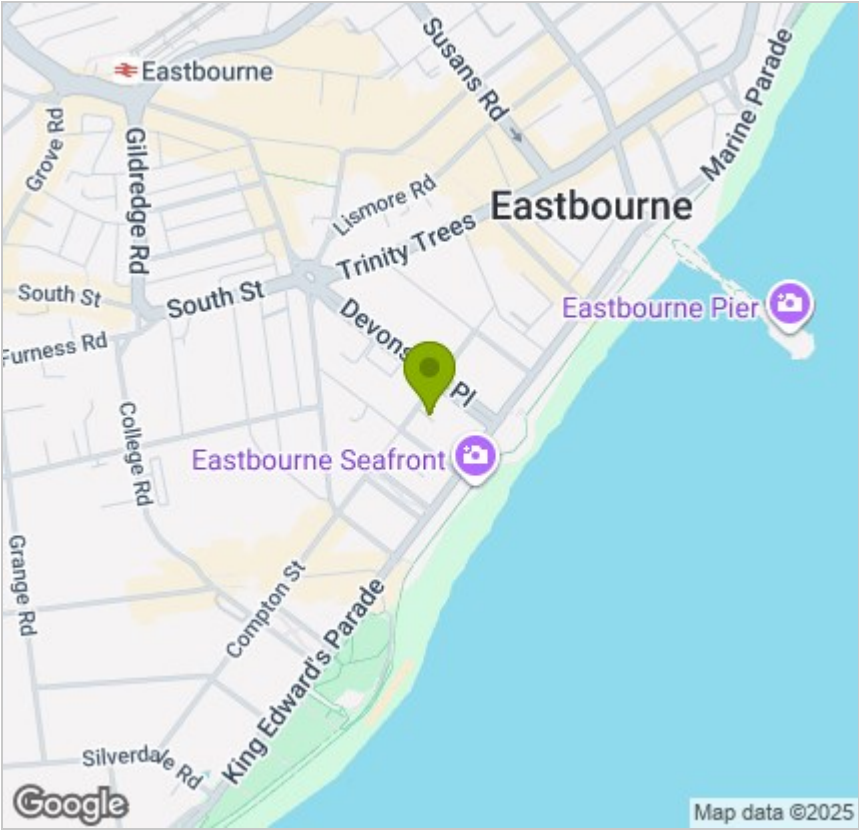 Susans Rd
Marine Parade
Eastbourne
Grove Rd
Gildredge Rd
Lismore Rd
Eastbourne
Trinity Trees
South St
South St
Eastbourne Pier
Furness Rd
Devons
Pl
College Rd
Eastbourne Seafront
Grange Rd
Compton St
King Edward's Parade
Silverdale Rd
Google
Map data ©2025